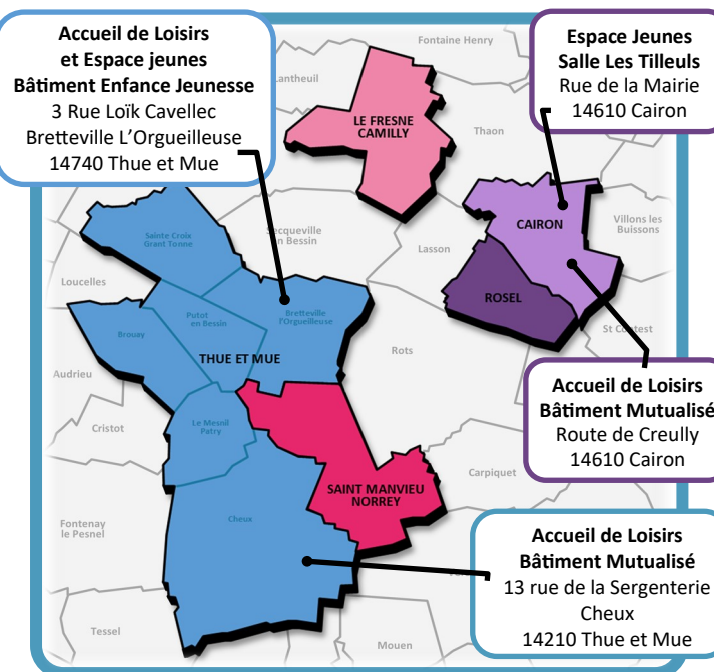 Accueil de Loisirs
et Espace jeunes
Bâtiment Enfance Jeunesse
3 Rue Loïk Cavellec
Bretteville L'Orgueilleuse
14740 Thue et Mue
Espace Jeunes
Salle Les Tilleuls
Rue de la Mairie
14610 Cairon
Fontaine Henry
Lantheuil
LE FRESNE
CAMILLY
Thaon
Sainte Croix
Grant Tonne
Secqueville
en Bessin
CAIRON
Villons les
Buissons
Lasson
Loucelles
ROSEL
Putot
en Bessin
Bretteville
l'Orgueilleuse
St Contest
Brouay
THUE ET MUE
Rots
Audrieu
Accueil de Loisirs
Bâtiment Mutualisé
Route de Creully
14610 Cairon
Cristot
Le Mesnil
Patry
Carpiquet
SAINT MANVIEU
NORREY
Cheux
Fontenay
le Pesnel
Accueil de Loisirs
Bâtiment Mutualisé
13 rue de la Sergenterie
Cheux
14210 Thue et Mue
Tessel
Mouen